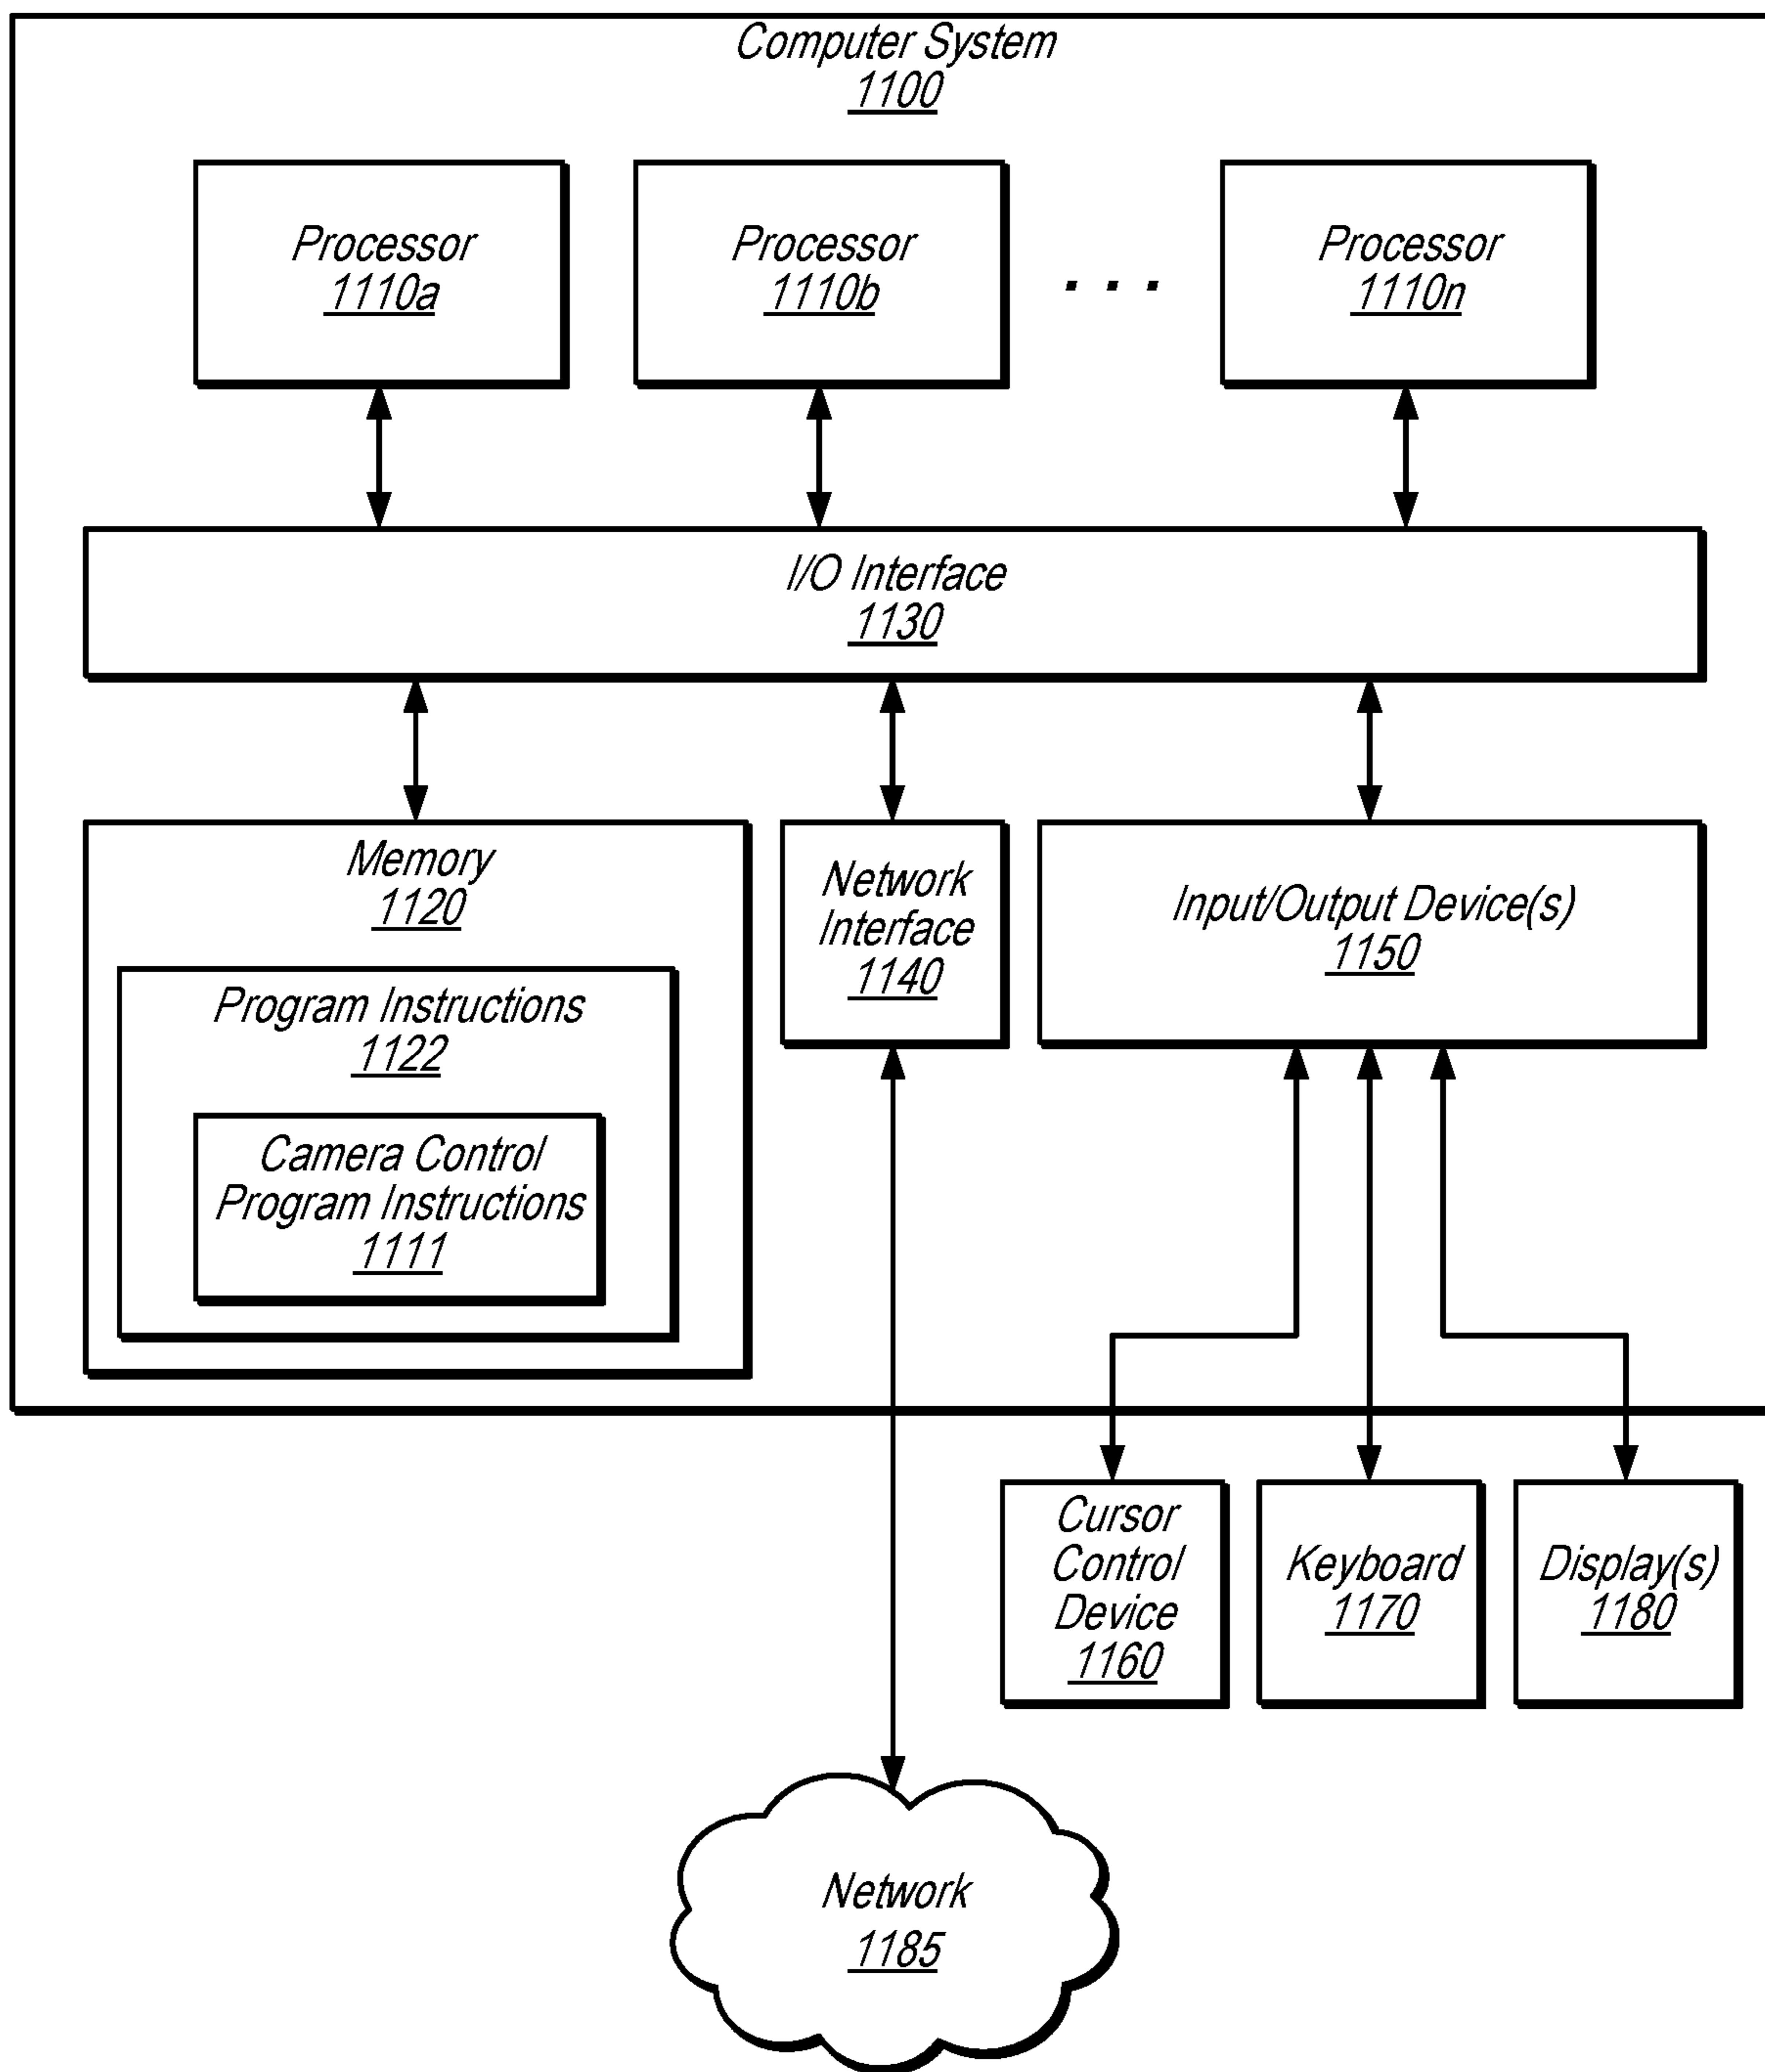 Computer System
1100
Processor
1110a
Processor
1110b
. . .
Processor
1110n
I/O Interface
1130
Memory
1120
Program Instructions
1122
Camera Control
Program Instructions
1111
Network
Interface
1140
Input/Output Device(s)
1150
Cursor
Control
Device
1160
Keyboard
1170
Display(s)
1180
Network
1185